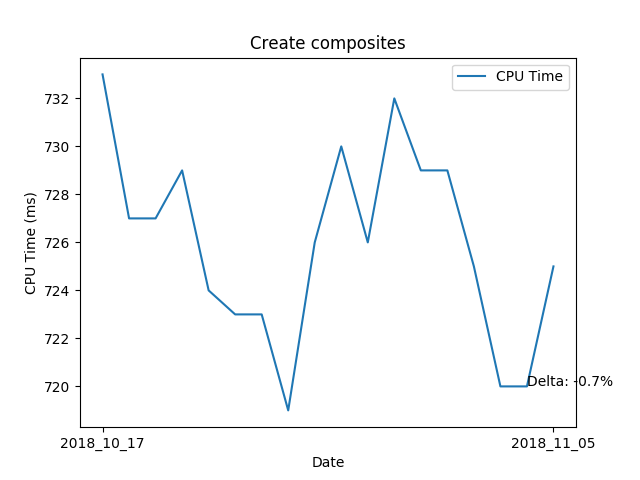 Create composites
CPU Time
732
730
728
726
724
722
720
CPU Time (ms)
Delta: -0.7%
2018_10_17
2018_11_05
Date